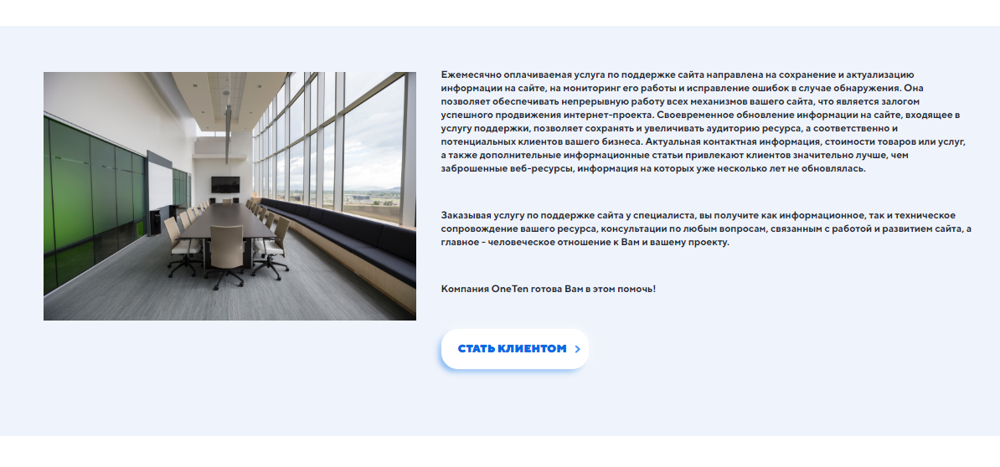 Ежемесячно оплачиваемая услуга по поддержке сайта направлена на сохранение и актуализацию
информации на сайте, на мониторинг его работы и исправление ошибок в случае обнаружения. Она
позволяет обеспечивать непрерывную работу всех механизмов вашего сайта, что является залогом
успешного продвижения интернет-проекта. Своевременное обновление информации на сайте, входящее в
услугу поддержки, позволяет сохранять и увеличивать аудиторию ресурса, а соответственно и
потенциальных клиентов вашего бизнеса. Актуальная контактная информация, стоимости товаров или услуг,
а также дополнительные информационные статьи привлекают клиентов значительно лучше, чем
заброшенные веб-ресурсы, информация на которых уже несколько лет не обновлялась.
Заказывая услугу по поддержке сайта у специалиста, вы получите как информационное, так и техническое
сопровождение вашего ресурса, консультации по любым вопросам, связанным с работой и развитием сайта, а
главное - человеческое отношение к Вам и вашему проекту.
Компания OneTen готова Вам в этом помочь!
СТАТЬ КЛИЕНТОМ